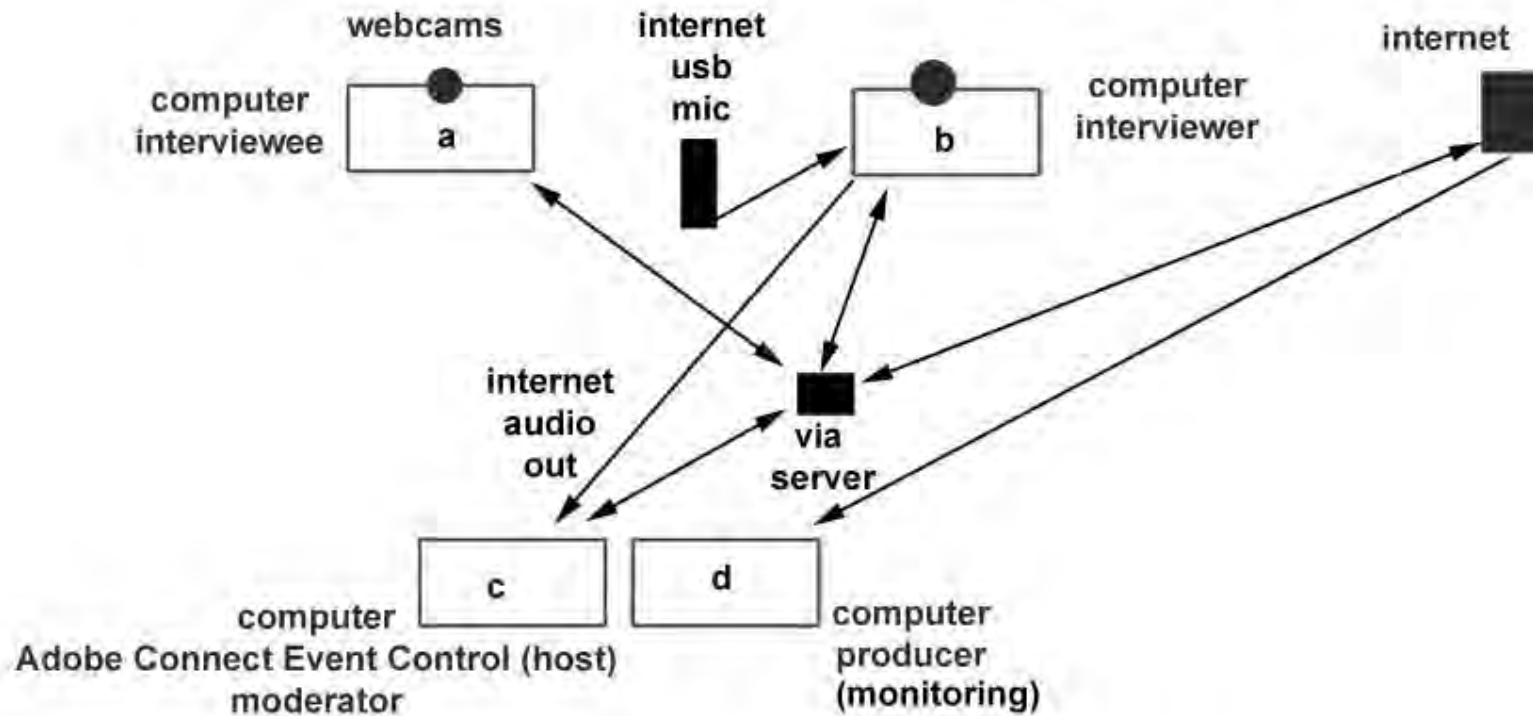 webcams
computer
interviewee
a
internet
usb
mic
b
computer
interviewer
internet
internet
audio
out
via
server
c
d
computer
Adobe Connect Event Control (host)
moderator
computer
producer
(monitoring)